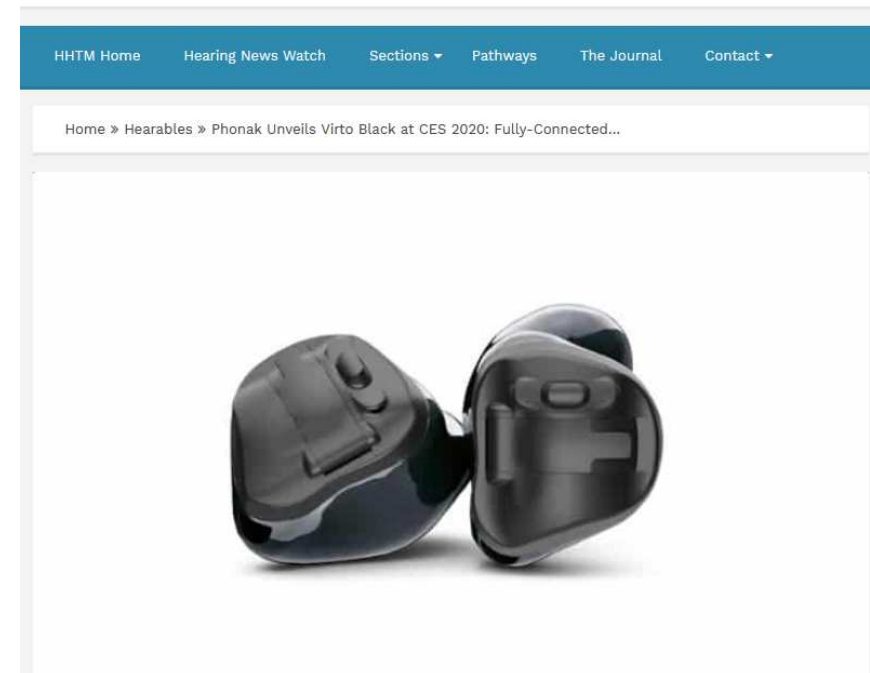 HHTM Home Hearing News Watch Sections Pathways The Journal Contact
Home » Hearables » Phonak Unveils Virto Black at CES 2020: Fully-Connected...